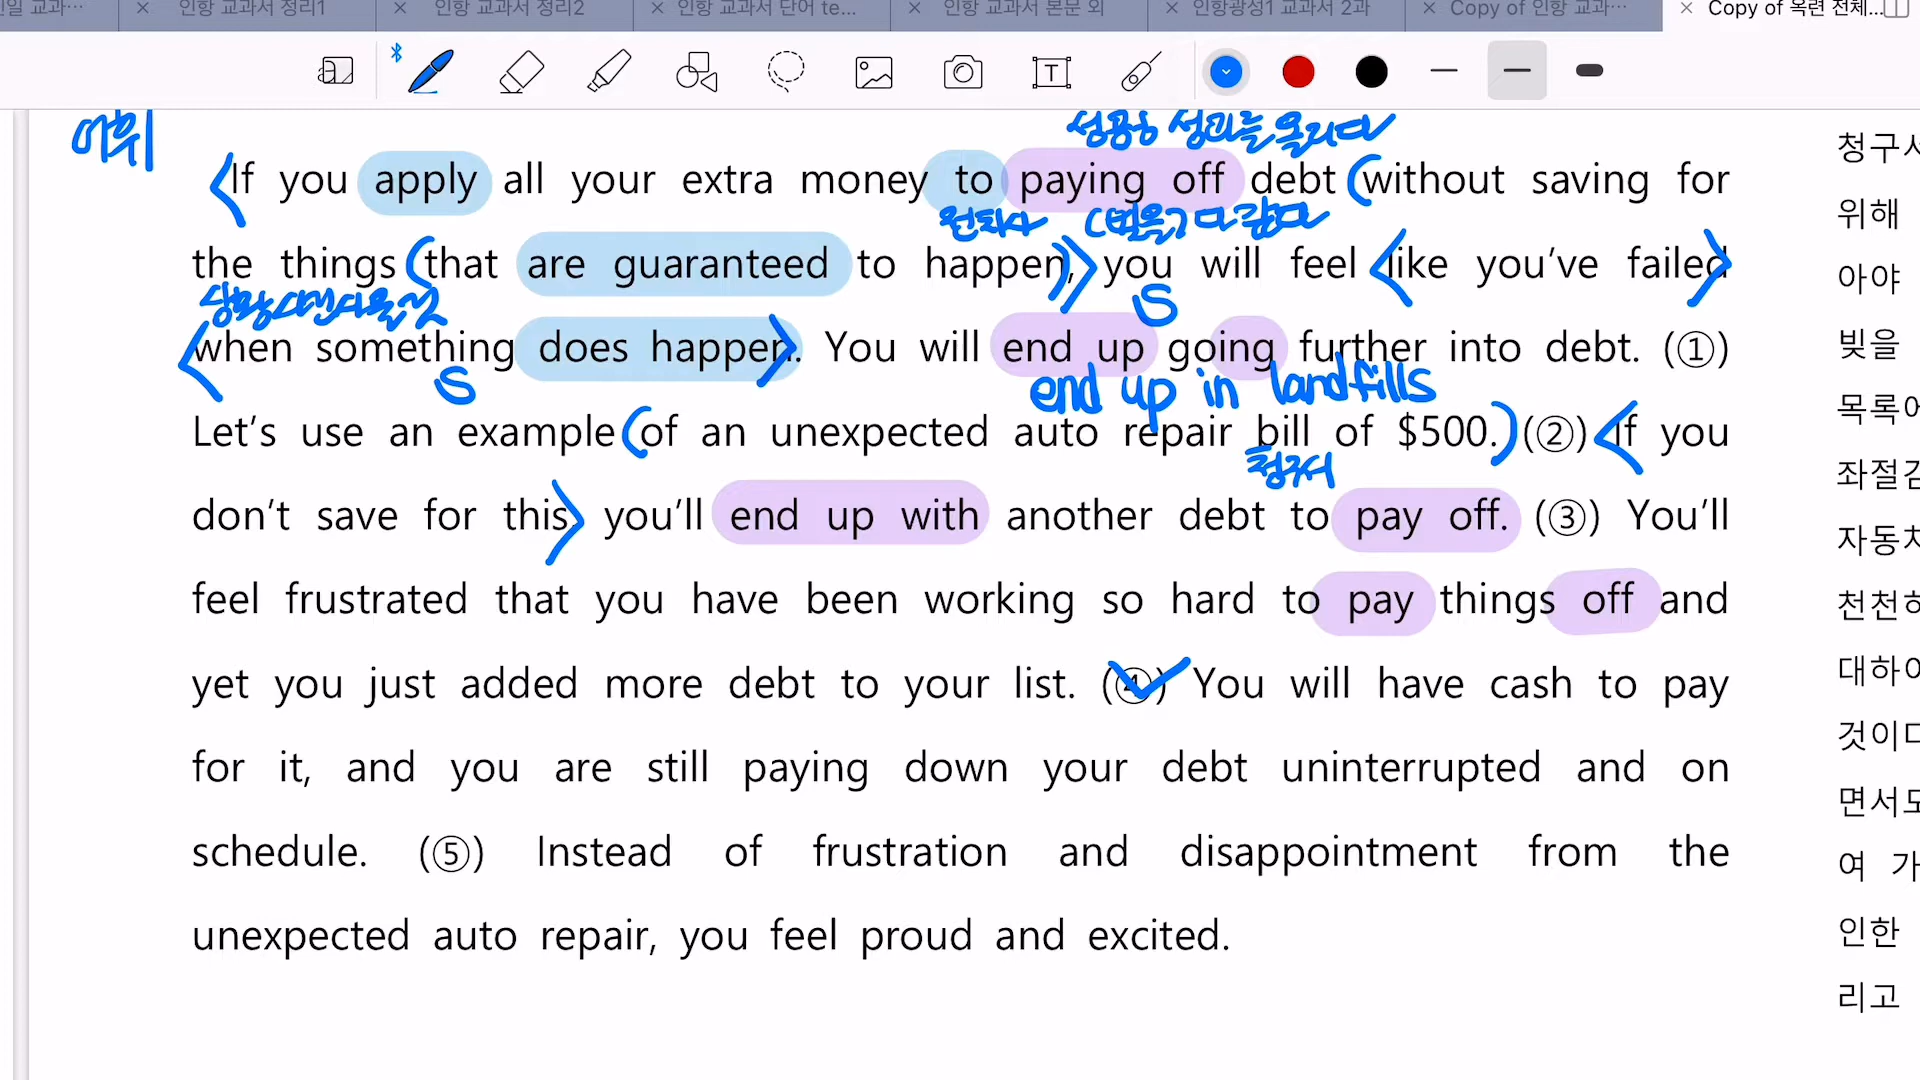 인일 교과…
인항 교과서 정리1
인항 교과서 정리2
인항 교과서 단어 te...
인항 교과서 본문 외
인항광성1 교과서 2과
Copy of 인항 교과…
Copy of 옥련 전체...
어휘
성과를 올리다
If you apply all your extra money to paying off debt (without saving for
전치사 (빚을) 다 갚다
the things (that are guaranteed to happen,) you will feel like you’ve failed
S
when something does happen. You will end up going further into debt. (①)
S end up in landfills
Let’s use an example (of an unexpected auto repair bill of $500.) (②) If you
청구서
don’t save for this, you’ll end up with another debt to pay off. (③) You’ll
feel frustrated that you have been working so hard to pay things off and
yet you just added more debt to your list. (④) You will have cash to pay
for it, and you are still paying down your debt uninterrupted and on
schedule. (⑤) Instead of frustration and disappointment from the
unexpected auto repair, you feel proud and excited.
청구서
위해
아야
빚을
목록에
좌절감
자동차
천천히
대하여
것이다
면서도
여 가
인한
리고